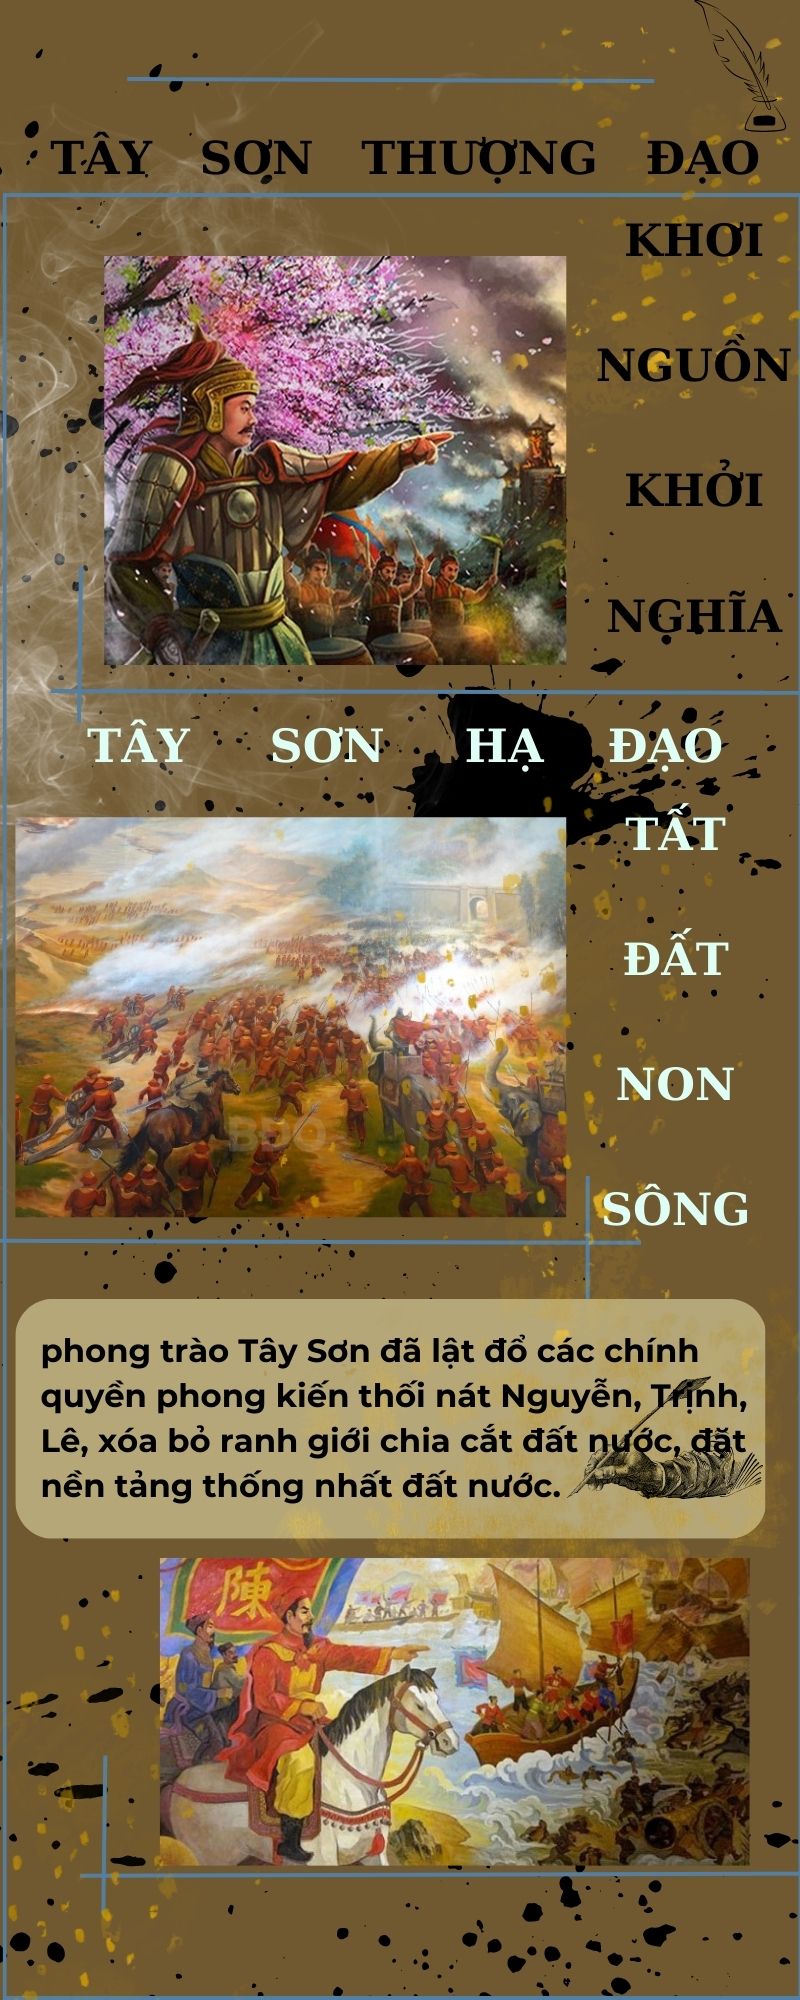 TÂY SƠN THƯỢNG ĐẠO
KHƠI
NGUỒN
KHỞI
NGHĨA
TÂY SƠN HẠ ĐẠO
TẤT
ĐẤT
NON
SÔNG
BĐQ
phong trào Tây Sơn đã lật đổ các chính
quyền phong kiến thối nát Nguyễn, Trịnh,
Lê, xóa bỏ ranh giới chia cắt đất nước, đặt
nền tảng thống nhất đất nước.
陳